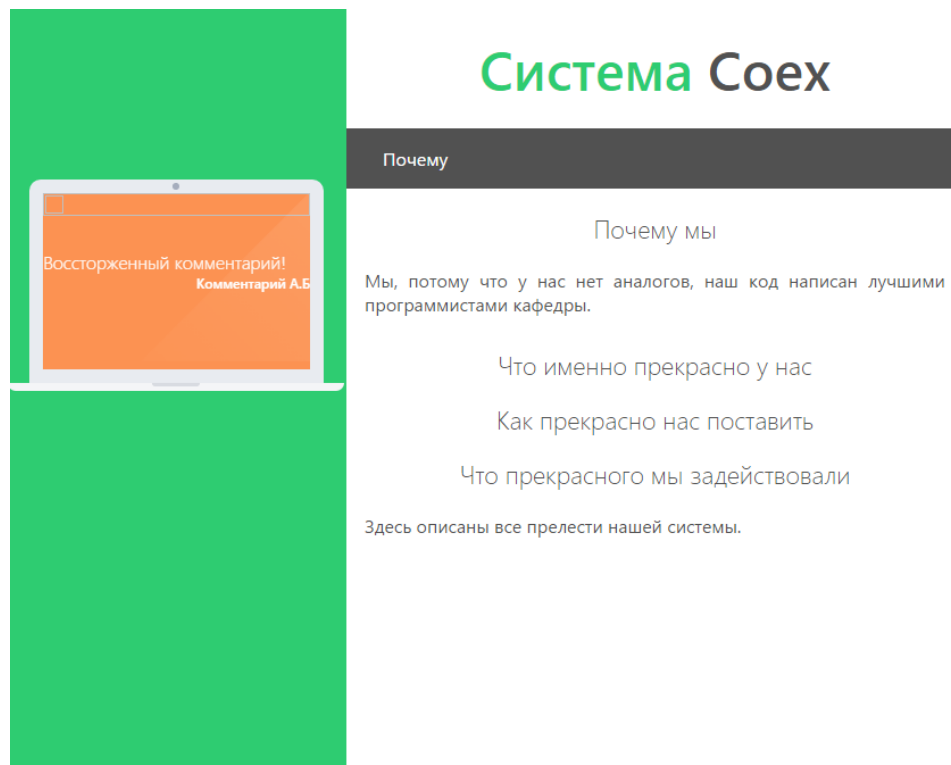 Система Coex
Почему
Воссторженный комментарий!
Комментарий А.Б
Почему мы
Мы, потому что у нас нет аналогов, наш код написан лучшими
программистами кафедры.
Что именно прекрасно у нас
Как прекрасно нас поставить
Что прекрасного мы задействовали
Здесь описаны все прелести нашей системы.